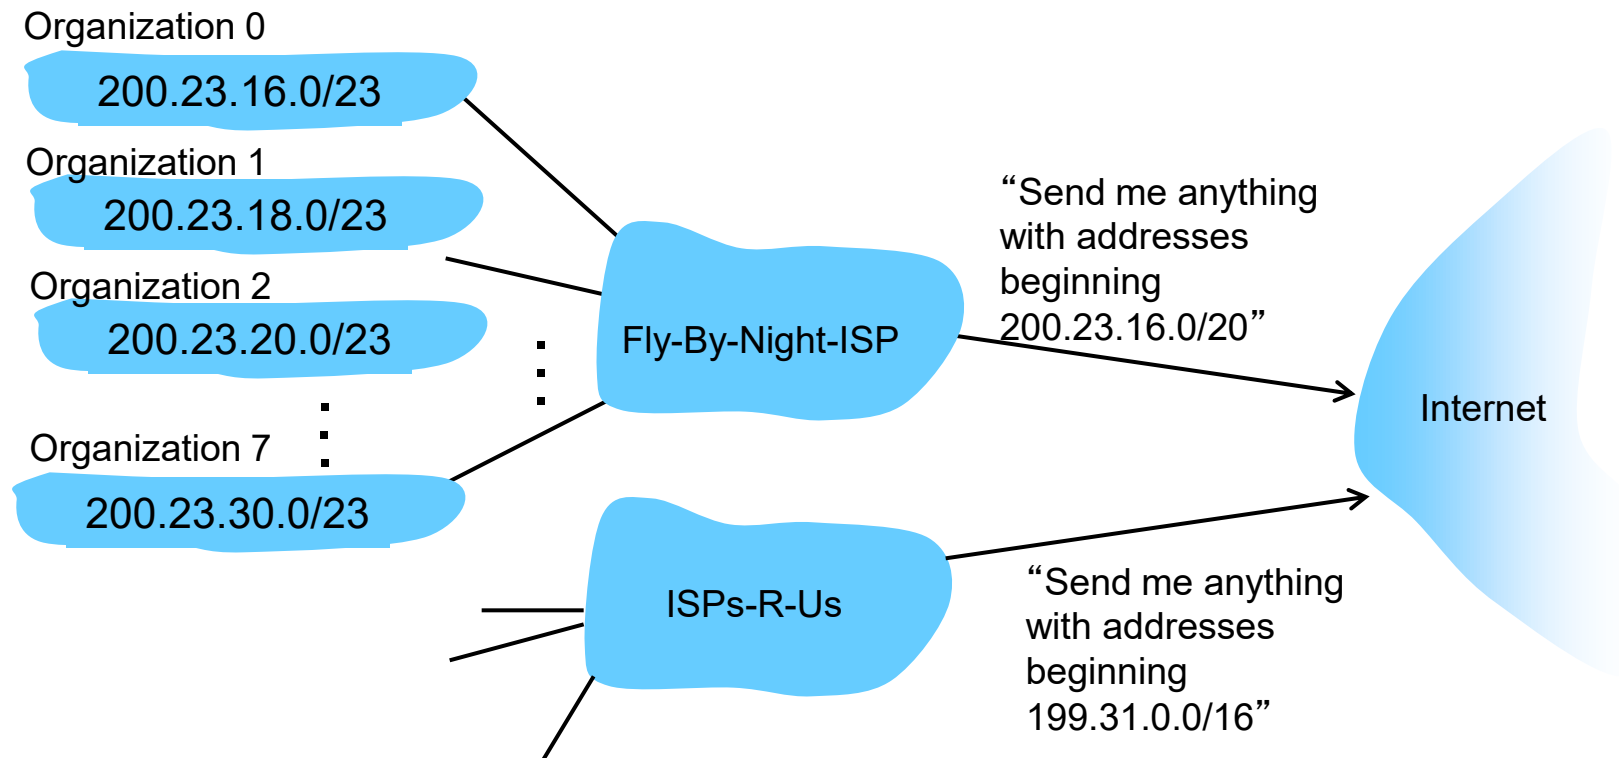 Organization 0
200.23.16.0/23
Organization 1
200.23.18.0/23
Organization 2
200.23.20.0/23
Organization 7
200.23.30.0/23
Fly-By-Night-ISP
“Send me anything
with addresses
beginning
200.23.16.0/20”
Internet
ISPs-R-Us
“Send me anything
with addresses
beginning
199.31.0.0/16”